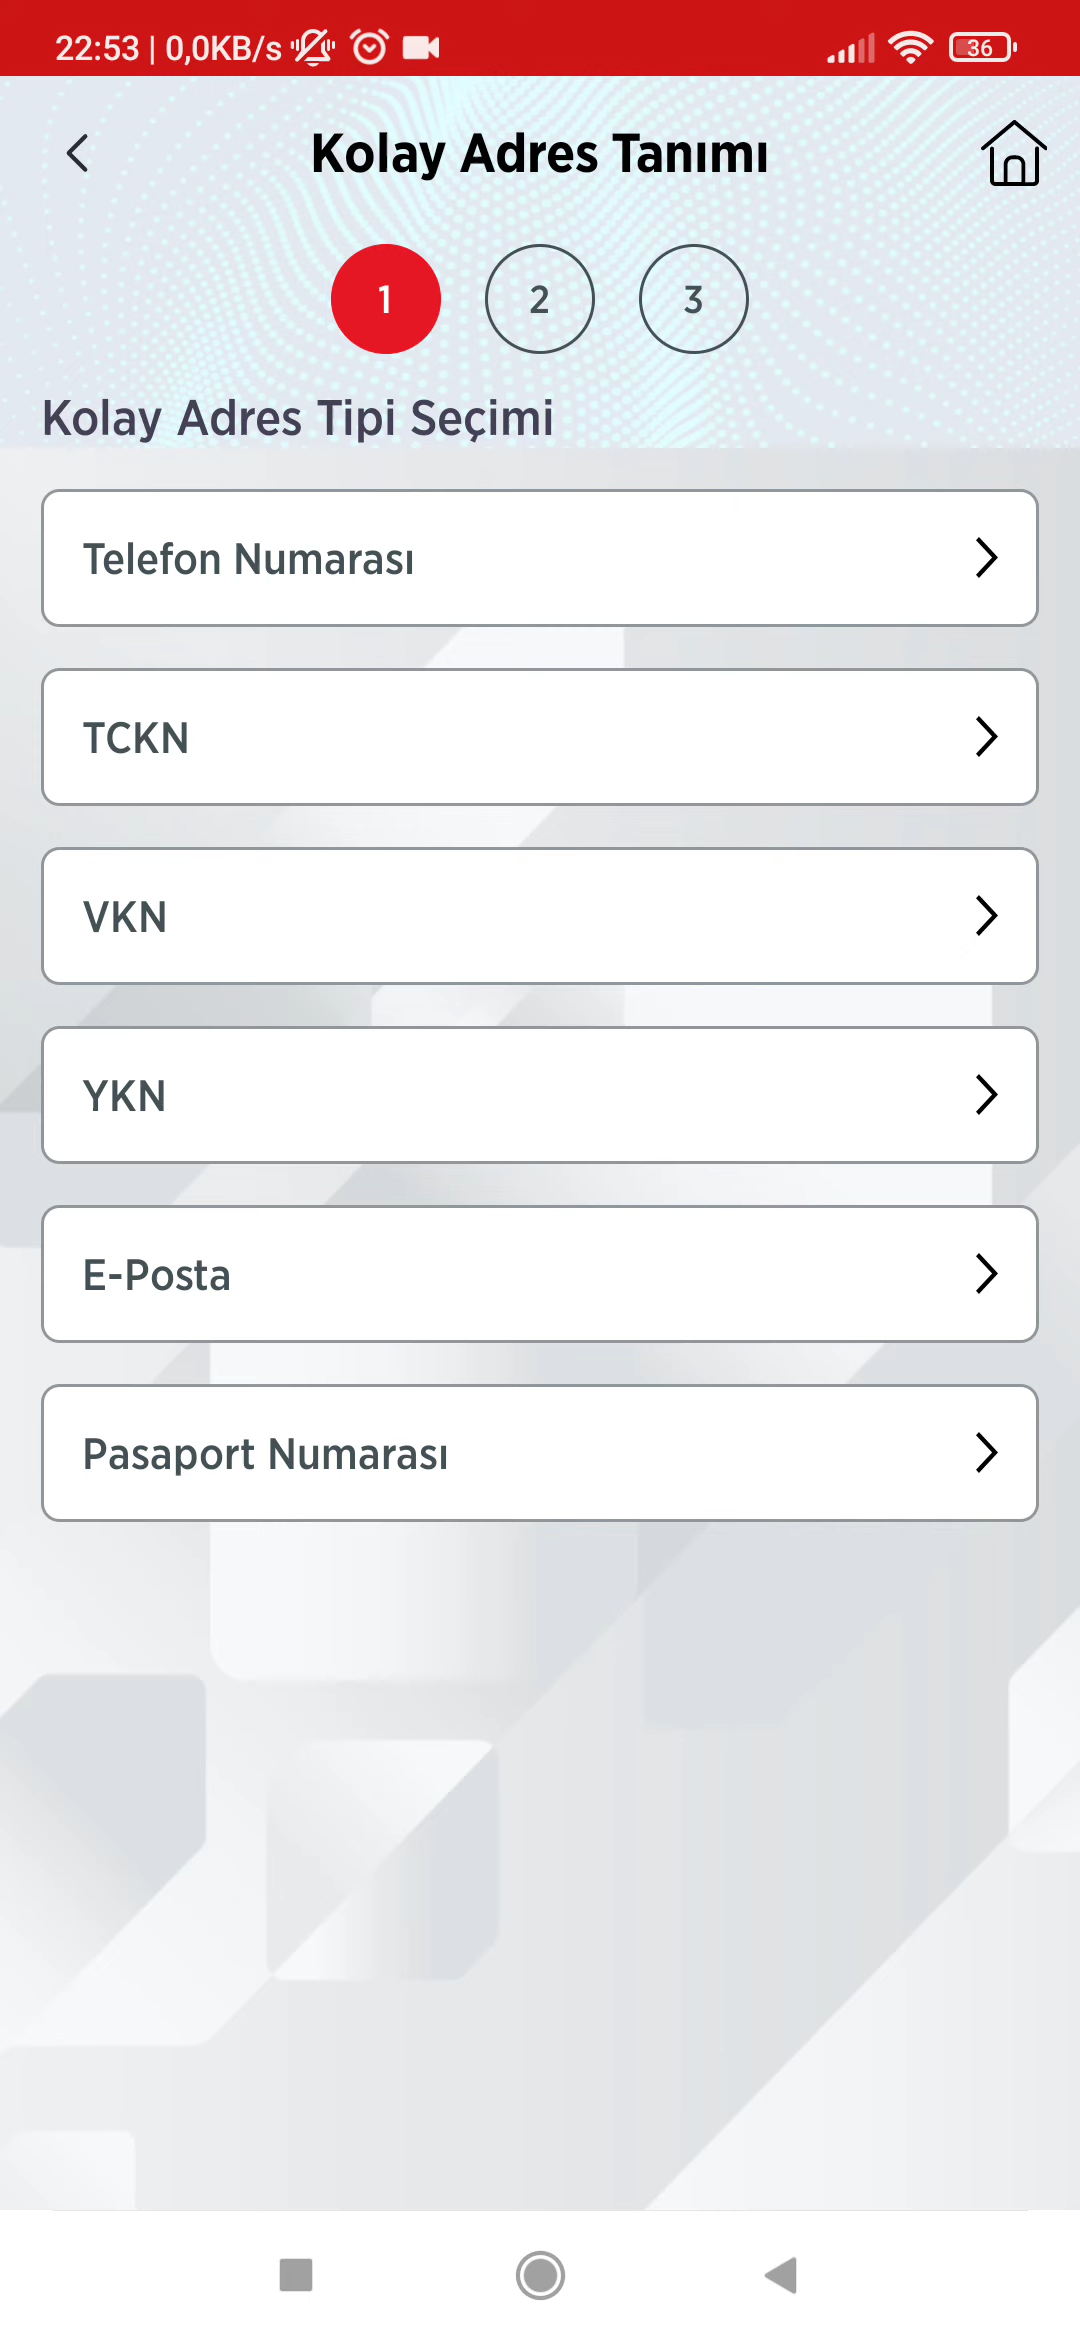 22:53 | 0,0KB/s
36
Kolay Adres Tanımı
1 2 3
Kolay Adres Tipi Seçimi
Telefon Numarası
TCKN
VKN
YKN
E-Posta
Pasaport Numarası